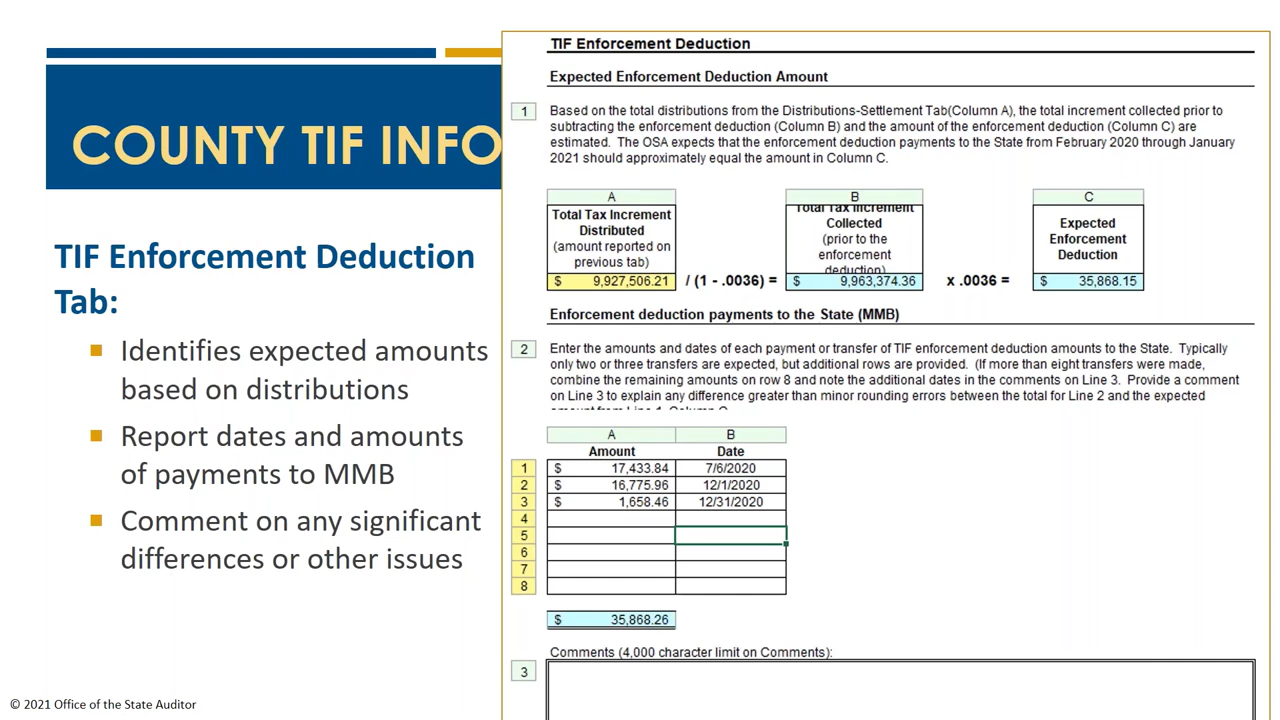 COUNTY TIF INFO
TIF Enforcement Deduction
Tab:
Identifies expected amounts
based on distributions
Report dates and amounts
of payments to MMB
Comment on any significant
differences or other issues
© 2021 Office of the State Auditor
TIF Enforcement Deduction
Expected Enforcement Deduction Amount
1
Based on the total distributions from the Distributions-Settlement Tab(Column A), the total increment collected prior to
subtracting the enforcement deduction (Column B) and the amount of the enforcement deduction (Column C) are
estimated. The OSA expects that the enforcement deduction payments to the State from February 2020 through January
2021 should approximately equal the amount in Column C.
A B C
Total Tax Increment
Distributed
(amount reported on
previous tab)
Total Tax Increment
Collected
(prior to the
enforcement
deduction)
Expected
Enforcement
Deduction
$ 9,927,506.21 / (1 - .0036) = $ 9,963,374.36 x .0036 = $ 35,868.15
Enforcement deduction payments to the State (MMB)
2
Enter the amounts and dates of each payment or transfer of TIF enforcement deduction amounts to the State. Typically
only two or three transfers are expected, but additional rows are provided. (If more than eight transfers were made,
combine the remaining amounts on row 8 and note the additional dates in the comments on Line 3. Provide a comment
on Line 3 to explain any difference greater than minor rounding errors between the total for Line 2 and the expected
A B
Amount Date
1 $ 17,433.84 7/6/2020
2 $ 16,775.96 12/1/2020
3 $ 1,658.46 12/31/2020
4
5
6
7
8
$ 35,868.26
Comments (4,000 character limit on Comments):
3